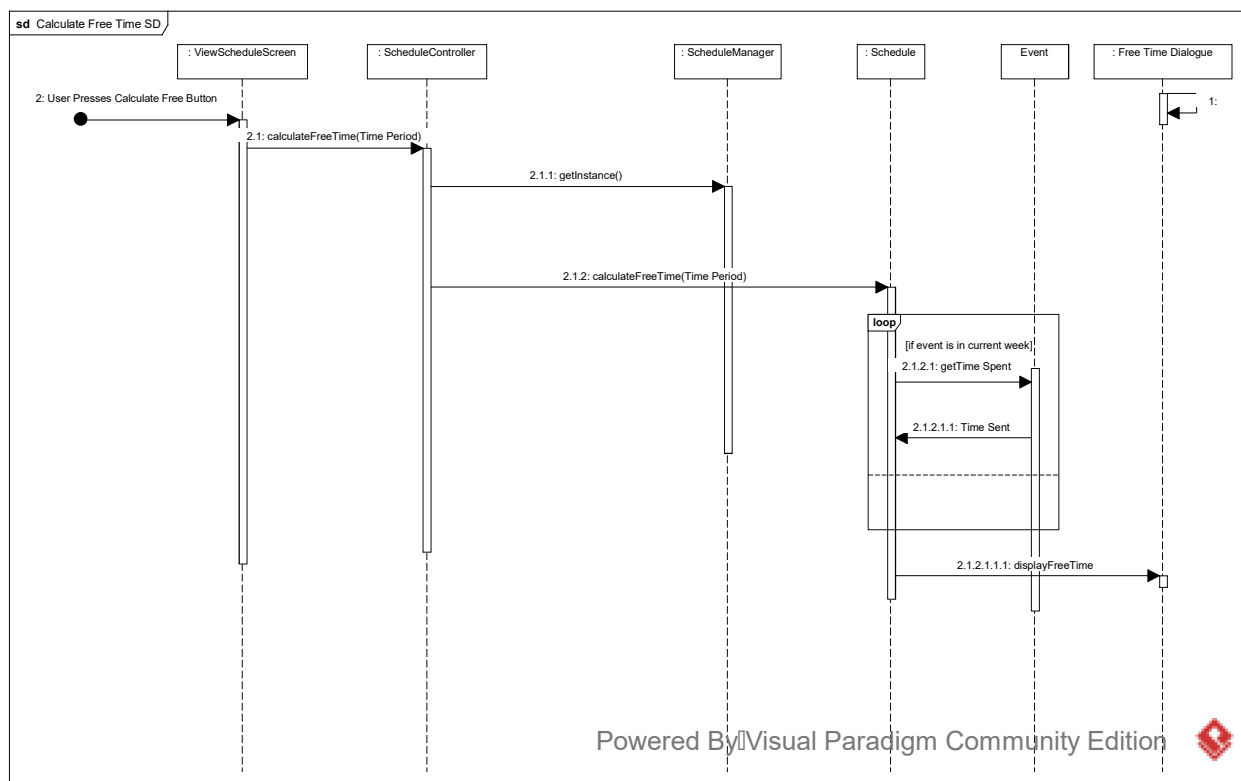 sd Calculate Free Time SD
: ViewScheduleScreen
: ScheduleController
: ScheduleManager
: Schedule
Event
: Free Time Dialogue
2: User Presses Calculate Free Button
1:
2.1: calculateFreeTime(Time Period)
2.1.1: getInstance()
2.1.2: calculateFreeTime(Time Period)
loop
[if event is in current week]
2.1.2.1: getTime Spent
2.1.2.1.1: Time Sent
2.1.2.1.1.1: displayFreeTime
Powered By Visual Paradigm Community Edition